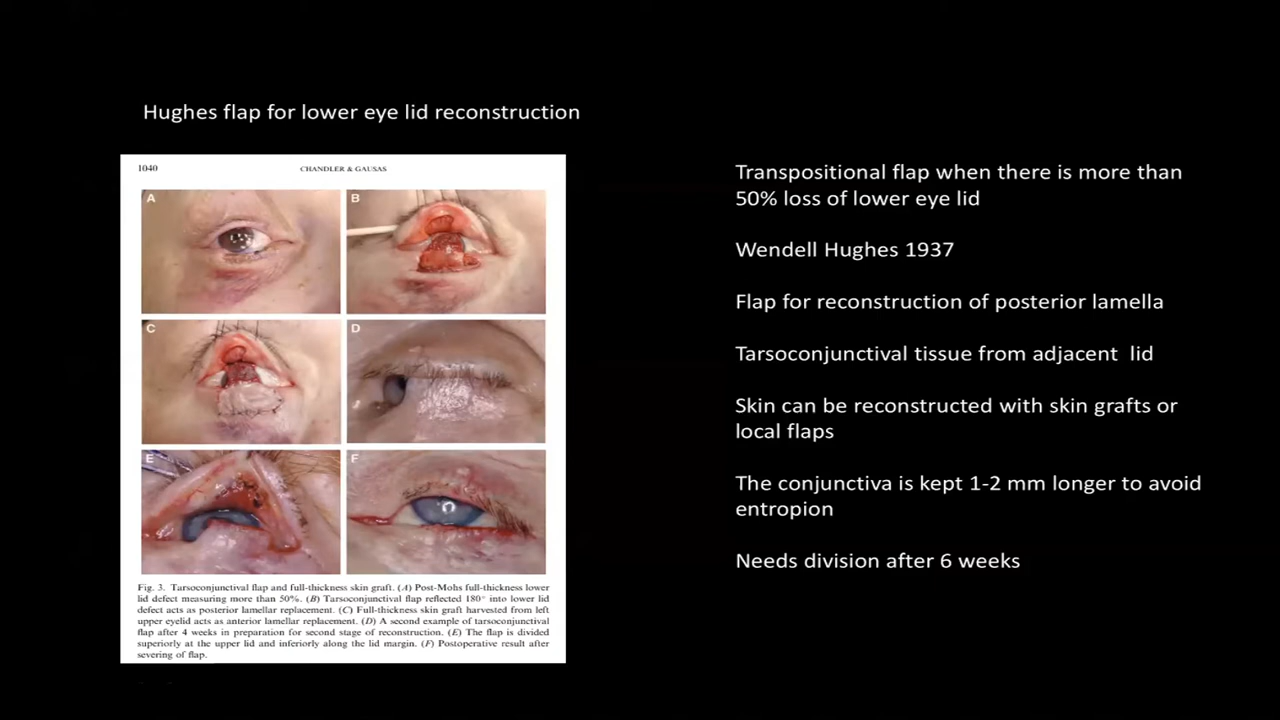 Hughes flap for lower eye lid reconstruction
1040
CHANDLER & GAUSAS
A
B
C
D
E
F
Fig. 3. Tarsoconjunctival flap and full-thickness skin graft. (A) Post-Mohs full-thickness lower
lid defect measuring more than 50%. (B) Tarsoconjunctival flap reflected 180° into lower lid
defect acts as posterior lamellar replacement. (C) Full-thickness skin graft harvested from left
upper eyelid acts as anterior lamellar replacement. (D) A second example of tarsoconjunctival
flap after 4 weeks in preparation for second stage of reconstruction. (E) The flap is divided
superiorly at the upper lid and inferiorly along the lid margin. (F) Postoperative result after
severing of flap.
Transpositional flap when there is more than
50% loss of lower eye lid
Wendell Hughes 1937
Flap for reconstruction of posterior lamella
Tarsoconjunctival tissue from adjacent lid
Skin can be reconstructed with skin grafts or
local flaps
The conjunctiva is kept 1-2 mm longer to avoid
entropion
Needs division after 6 weeks